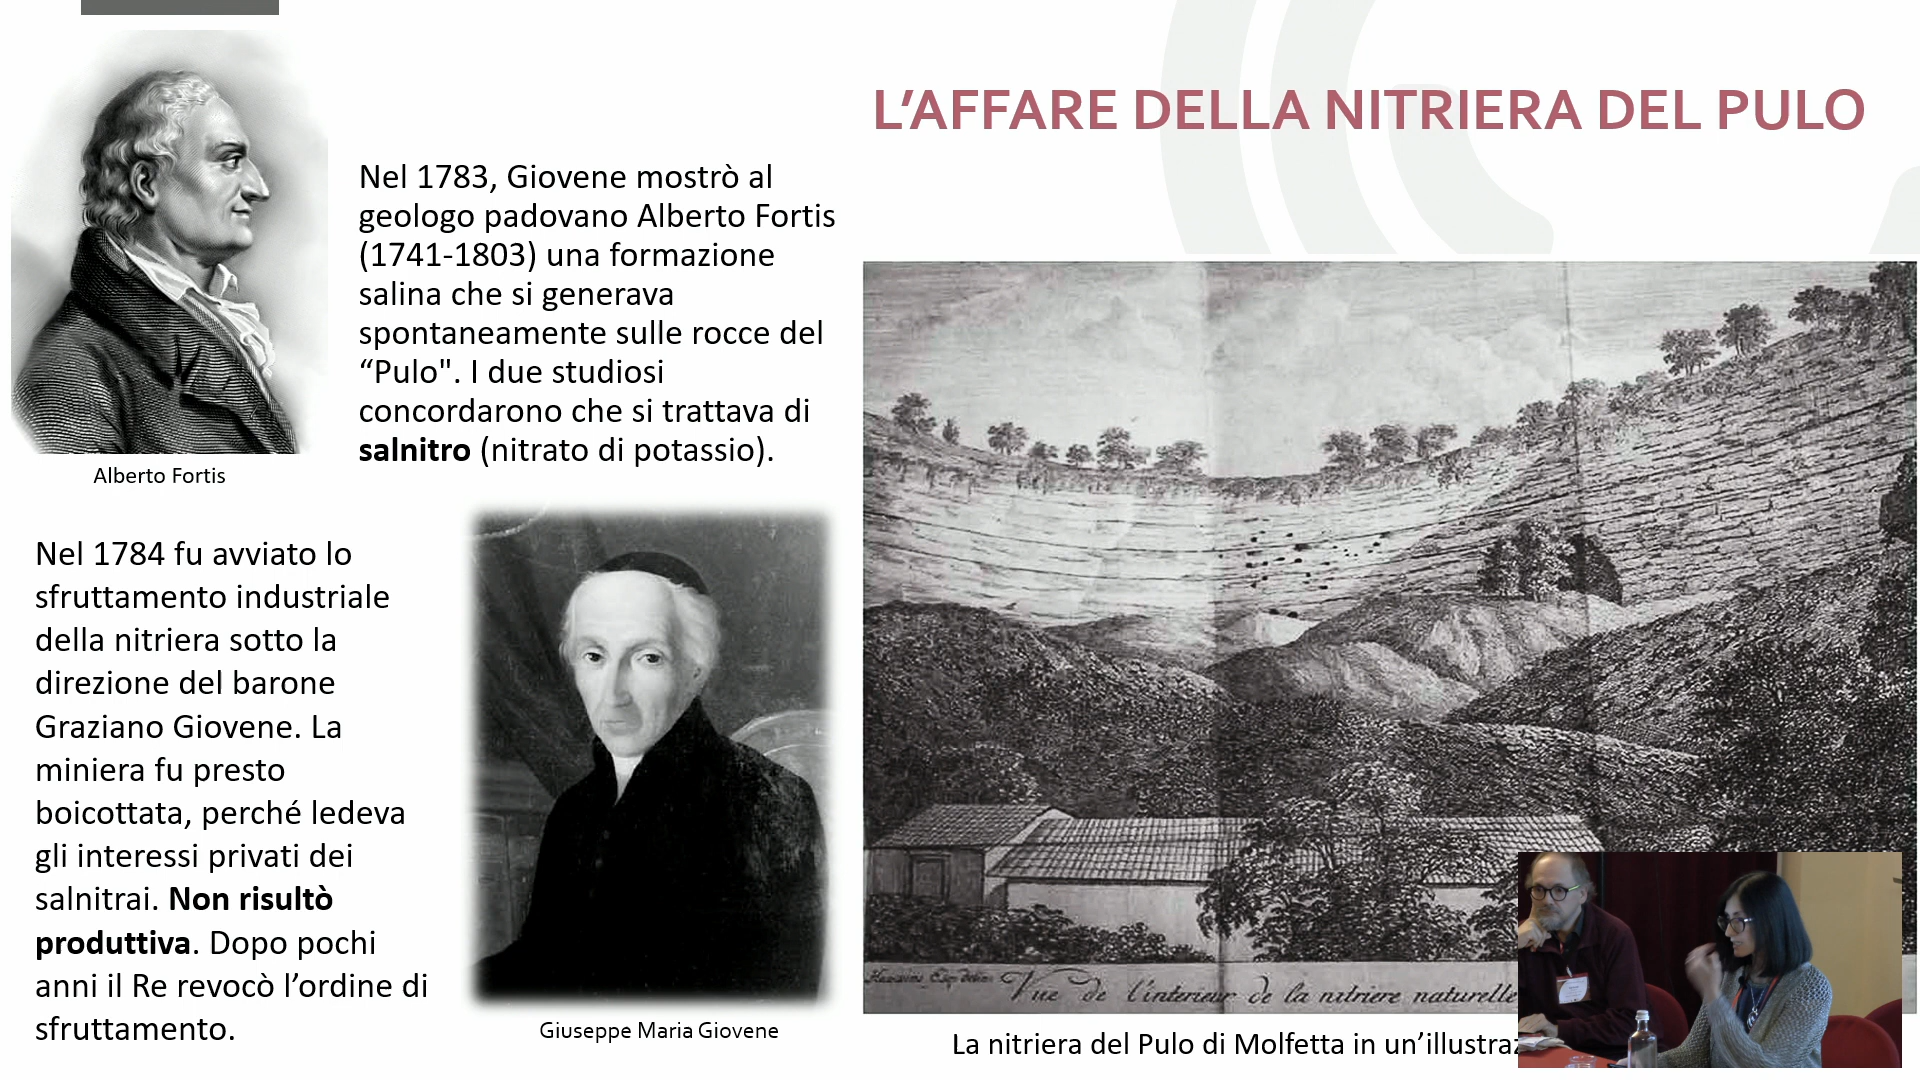 L’AFFARE DELLA NITRIERA DEL PULO
Nel 1783, Giovene mostrò al
geologo padovano Alberto Fortis
(1741-1803) una formazione
salina che si generava
spontaneamente sulle rocce del
“Pulo". I due studiosi
concordarono che si trattava di
salnitro (nitrato di potassio).
Alberto Fortis
Nel 1784 fu avviato lo
sfruttamento industriale
della nitriera sotto la
direzione del barone
Graziano Giovene. La
miniera fu presto
boicottata, perché ledeva
gli interessi privati dei
salnitrai. Non risultò
produttiva. Dopo pochi
anni il Re revocò l’ordine di
sfruttamento.
Giuseppe Maria Giovene
Vue de l'interieur de la nitriere naturelle
La nitriera del Pulo di Molfetta in un’illustraz